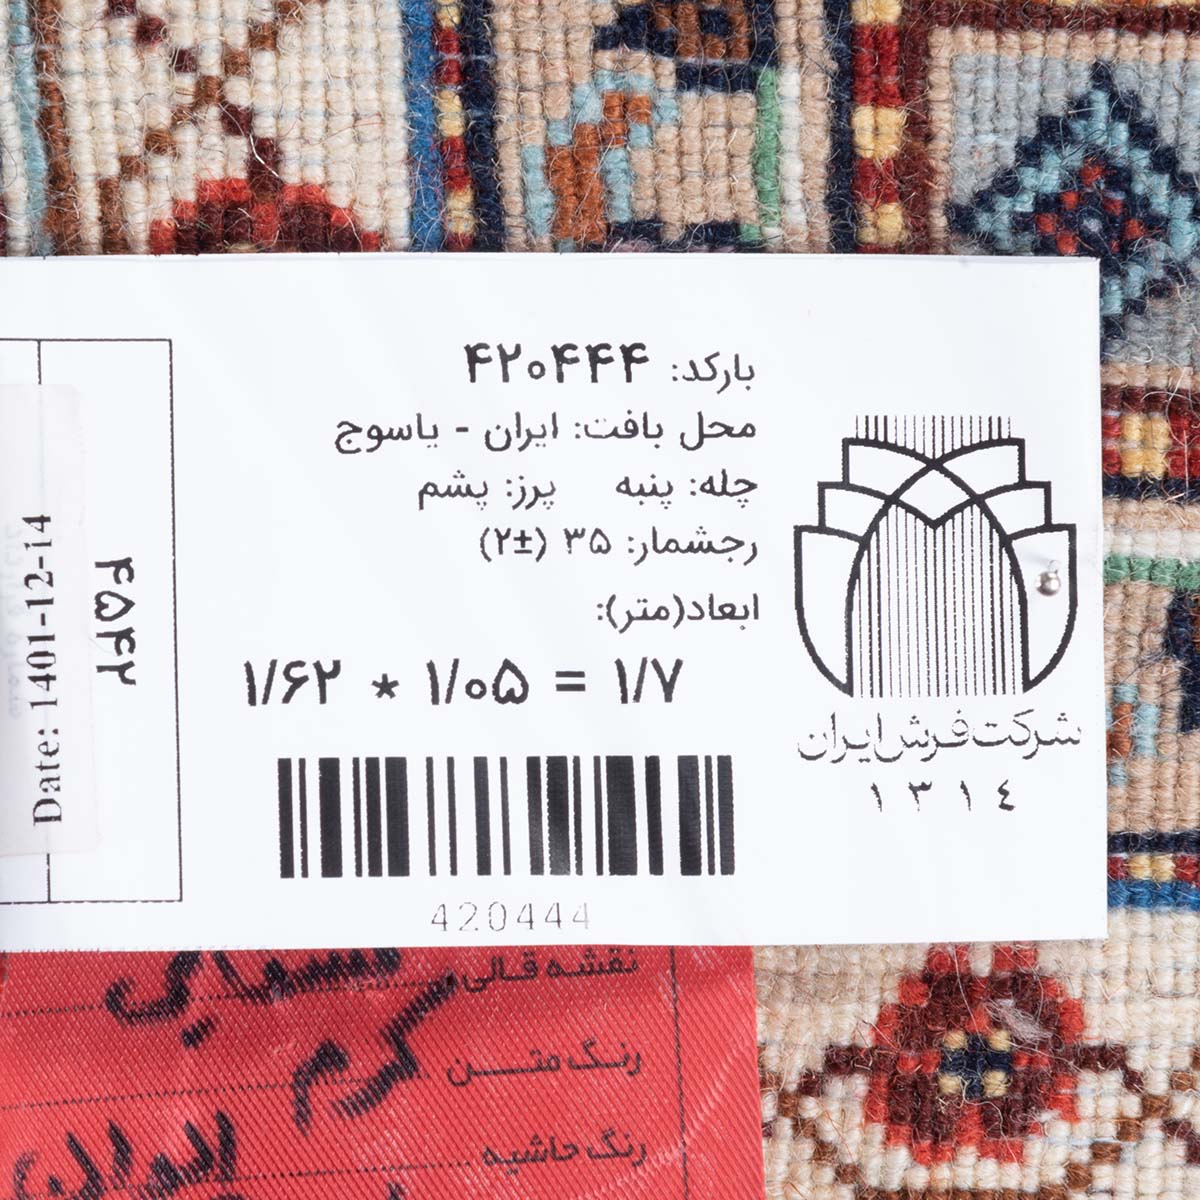 بارکد: ۴۲۰۴۴۴
محل بافت: ایران - یاسوج
چله: پنبه پرز: پشم
رجشمار: ۳۵ (±۲)
ابعاد(متر):
۱/۶۲ * ۱/۰۵ = ۱/۷
420444
شرکت فرش ایران
۱۳۱٤
Date: 1401-12-14
۴۵۴۲
نقشه قالی
رنگ متن کرم
رنگ حاشیه